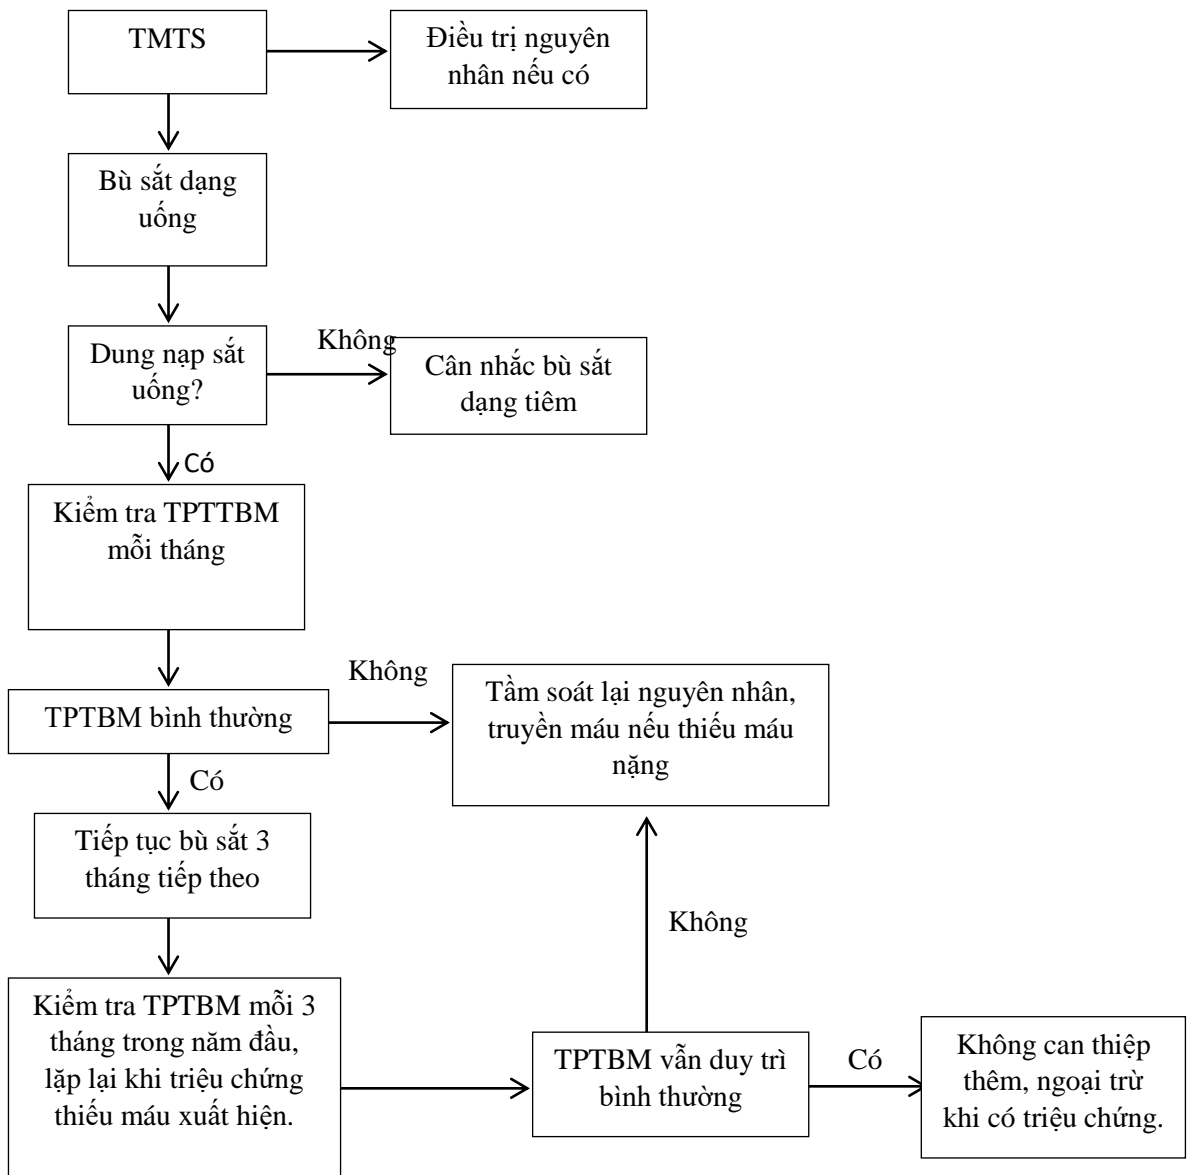 TMTS
Điều trị nguyên
nhân nếu có
Bù sắt dạng
uống
Dung nạp sắt
uống?
Không
Cân nhắc bù sắt
dạng tiêm
Có
Kiểm tra TPTTBM
mỗi tháng
TPTBM bình thường
Không
Tầm soát lại nguyên nhân,
truyền máu nếu thiếu máu
nặng
Có
Tiếp tục bù sắt 3
tháng tiếp theo
Không
Kiểm tra TPTBM mỗi 3
tháng trong năm đầu,
lặp lại khi triệu chứng
thiếu máu xuất hiện.
TPTBM vẫn duy trì
bình thường
Có
Không can thiệp
thêm, ngoại trừ
khi có triệu chứng.